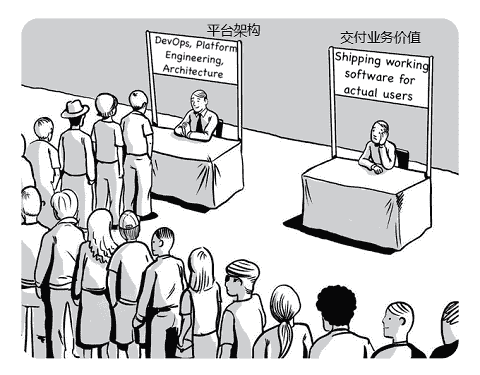 平台架构
DevOps, Platform
Engineering,
Architecture
交付业务价值
Shipping working
software for
actual users